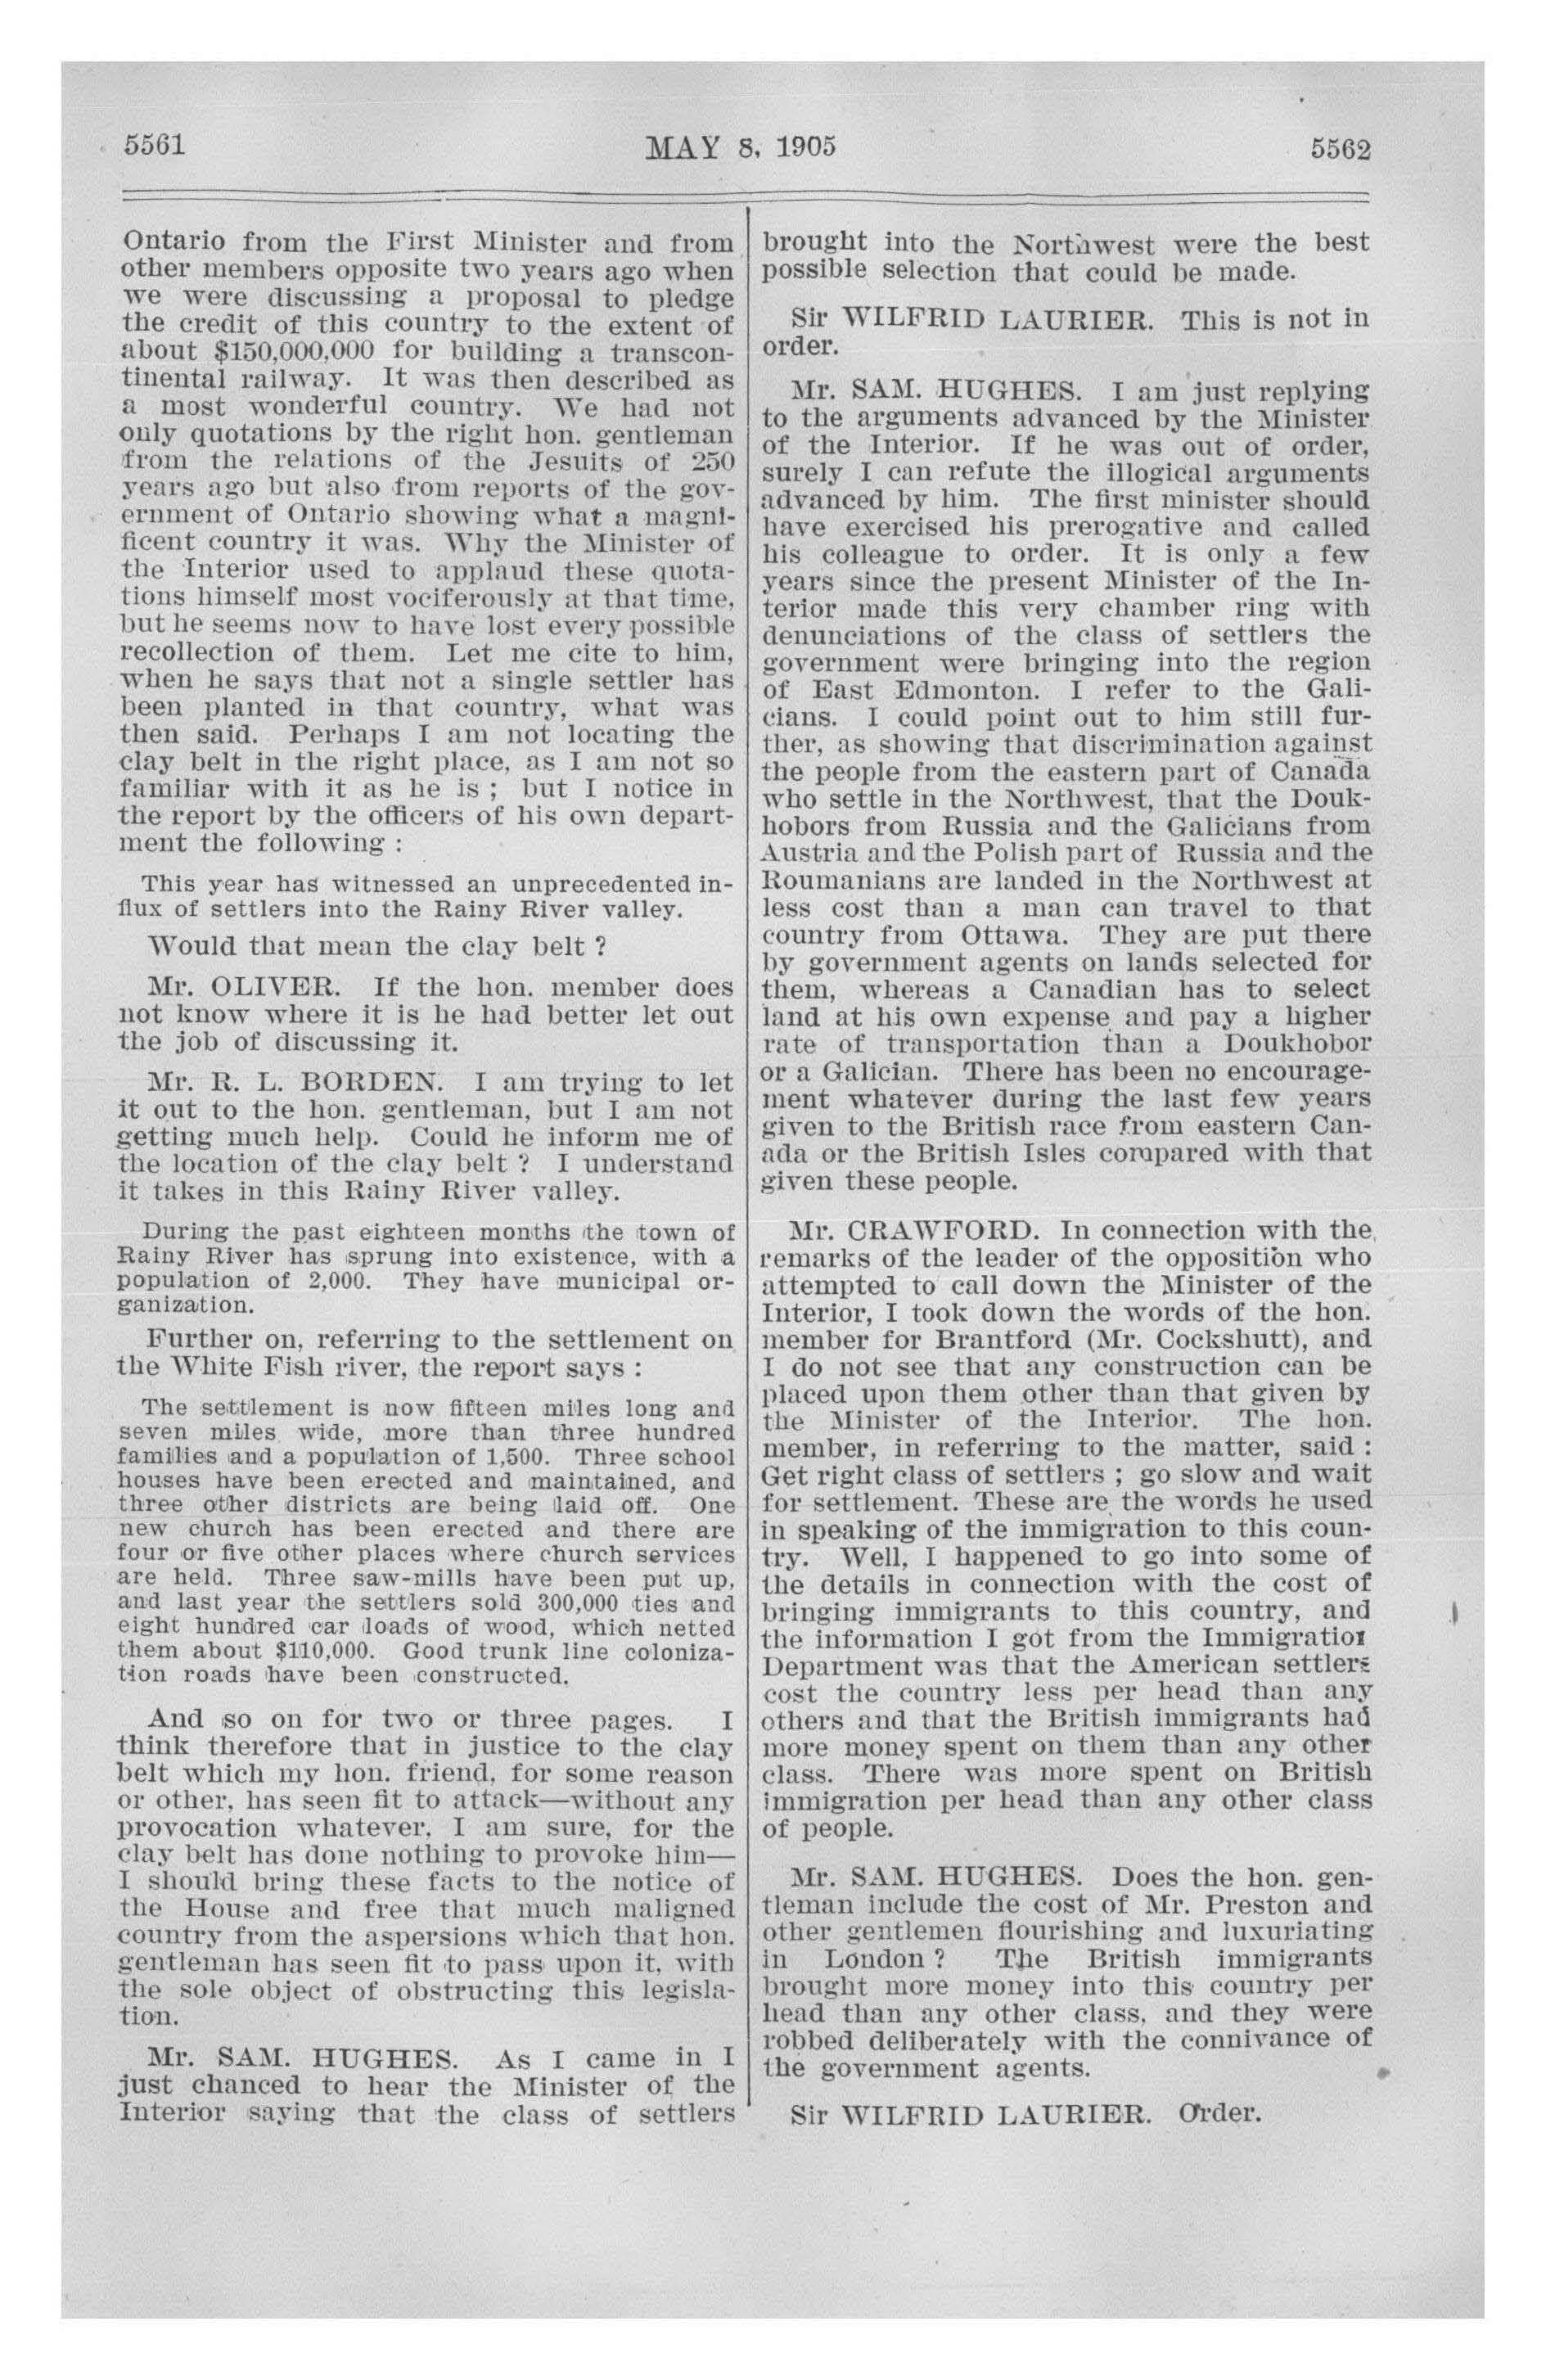 5561
MAY 8, 1905
5562
Ontario from the First Minister and from
other members opposite two years ago when
we were discussing a proposal to pledge
the credit of this country to the extent of
about $150,000,000 for building a transcon-
tinental railway. It was then described as
a most wonderful country. We had not
only quotations by the right hon. gentleman
from the relations of the Jesuits of 250
years ago but also from reports of the gov-
ernment of Ontario showing what a magni-
ficent country it was. Why the Minister of
the Interior used to applaud these quota-
tions himself most vociferously at that time,
but he seems now to have lost every possible
recollection of them. Let me cite to him,
when he says that not a single settler has
been planted in that country, what was
then said. Perhaps I am not locating the
clay belt in the right place, as I am not so
familiar with it as he is ; but I notice in
the report by the officers of his own depart-
ment the following :
This year has witnessed an unprecedented in-
flux of settlers into the Rainy River valley.
Would that mean the clay belt ?
Mr. OLIVER. If the hon. member does
not know where it is he had better let out
the job of discussing it.
Mr. R. L. BORDEN. I am trying to let
it out to the hon. gentleman, but I am not
getting much help. Could he inform me of
the location of the clay belt ? I understand
it takes in this Rainy River valley.
During the past eighteen months the town of
Rainy River has sprung into existence, with a
population of 2,000. They have municipal or-
ganization.
Further on, referring to the settlement on
the White Fish river, the report says :
The settlement is now fifteen miles long and
seven miles wide, more than three hundred
families and a population of 1,500. Three school
houses have been erected and maintained, and
three other districts are being laid off. One
new church has been erected and there are
four or five other places where church services
are held. Three saw-mills have been put up,
and last year the settlers sold 300,000 ties and
eight hundred car loads of wood, which netted
them about $110,000. Good trunk line coloniza-
tion roads have been constructed.
And so on for two or three pages. I
think therefore that in justice to the clay
belt which my hon. friend, for some reason
or other, has seen fit to attack—without any
provocation whatever, I am sure, for the
clay belt has done nothing to provoke him—
I should bring these facts to the notice of
the House and free that much maligned
country from the aspersions which that hon.
gentleman has seen fit to pass upon it, with
the sole object of obstructing this legisla-
tion.
Mr. SAM. HUGHES. As I came in I
just chanced to hear the Minister of the
Interior saying that the class of settlers
brought into the Northwest were the best
possible selection that could be made.
Sir WILFRID LAURIER. This is not in
order.
Mr. SAM. HUGHES. I am just replying
to the arguments advanced by the Minister
of the Interior. If he was out of order,
surely I can refute the illogical arguments
advanced by him. The first minister should
have exercised his prerogative and called
his colleague to order. It is only a few
years since the present Minister of the In-
terior made this very chamber ring with
denunciations of the class of settlers the
government were bringing into the region
of East Edmonton. I refer to the Gali-
cians. I could point out to him still fur-
ther, as showing that discrimination against
the people from the eastern part of Canada
who settle in the Northwest, that the Douk-
hobors from Russia and the Galicians from
Austria and the Polish part of Russia and the
Roumanians are landed in the Northwest at
less cost than a man can travel to that
country from Ottawa. They are put there
by government agents on lands selected for
them, whereas a Canadian has to select
land at his own expense and pay a higher
rate of transportation than a Doukhobor
or a Galician. There has been no encourage-
ment whatever during the last few years
given to the British race from eastern Can-
ada or the British Isles compared with that
given these people.
Mr. CRAWFORD. In connection with the
remarks of the leader of the opposition who
attempted to call down the Minister of the
Interior, I took down the words of the hon.
member for Brantford (Mr. Cockshutt), and
I do not see that any construction can be
placed upon them other than that given by
the Minister of the Interior. The hon.
member, in referring to the matter, said :
Get right class of settlers ; go slow and wait
for settlement. These are the words he used
in speaking of the immigration to this coun-
try. Well, I happened to go into some of
the details in connection with the cost of
bringing immigrants to this country, and
the information I got from the Immigration
Department was that the American settlers
cost the country less per head than any
others and that the British immigrants had
more money spent on them than any other
class. There was more spent on British
immigration per head than any other class
of people.
Mr. SAM. HUGHES. Does the hon. gen-
tleman include the cost of Mr. Preston and
other gentlemen flourishing and luxuriating
in London ? The British immigrants
brought more money into this country per
head than any other class, and they were
robbed deliberately with the connivance of
the government agents.
Sir WILFRID LAURIER. Order.